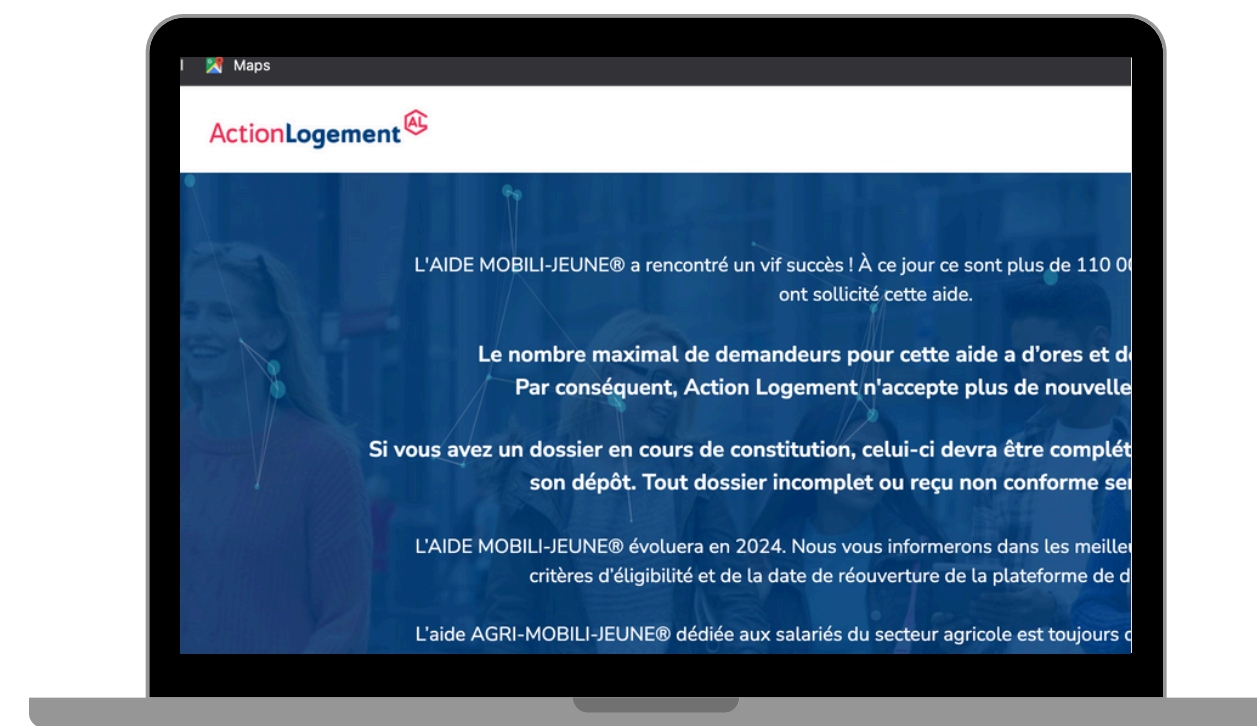 Maps
ActionLogement AL
L'AIDE MOBILI-JEUNE® a rencontré un vif succès ! À ce jour ce sont plus de 110
ont sollicité cette aide.
Le nombre maximal de demandeurs pour cette aide a d'ores et
Par conséquent, Action Logement n'accepte plus de nouvelle
Si vous avez un dossier en cours de constitution, celui-ci devra être complét
son dépôt. Tout dossier incomplet ou reçu non conforme
L'AIDE MOBILI-JEUNE® évoluera en 2024. Nous vous informerons dans les meilleu
critères d'éligibilité et de la date de réouverture de la plateforme de
L'aide AGRI-MOBILI-JEUNE® dédiée aux salariés du secteur agricole est toujours